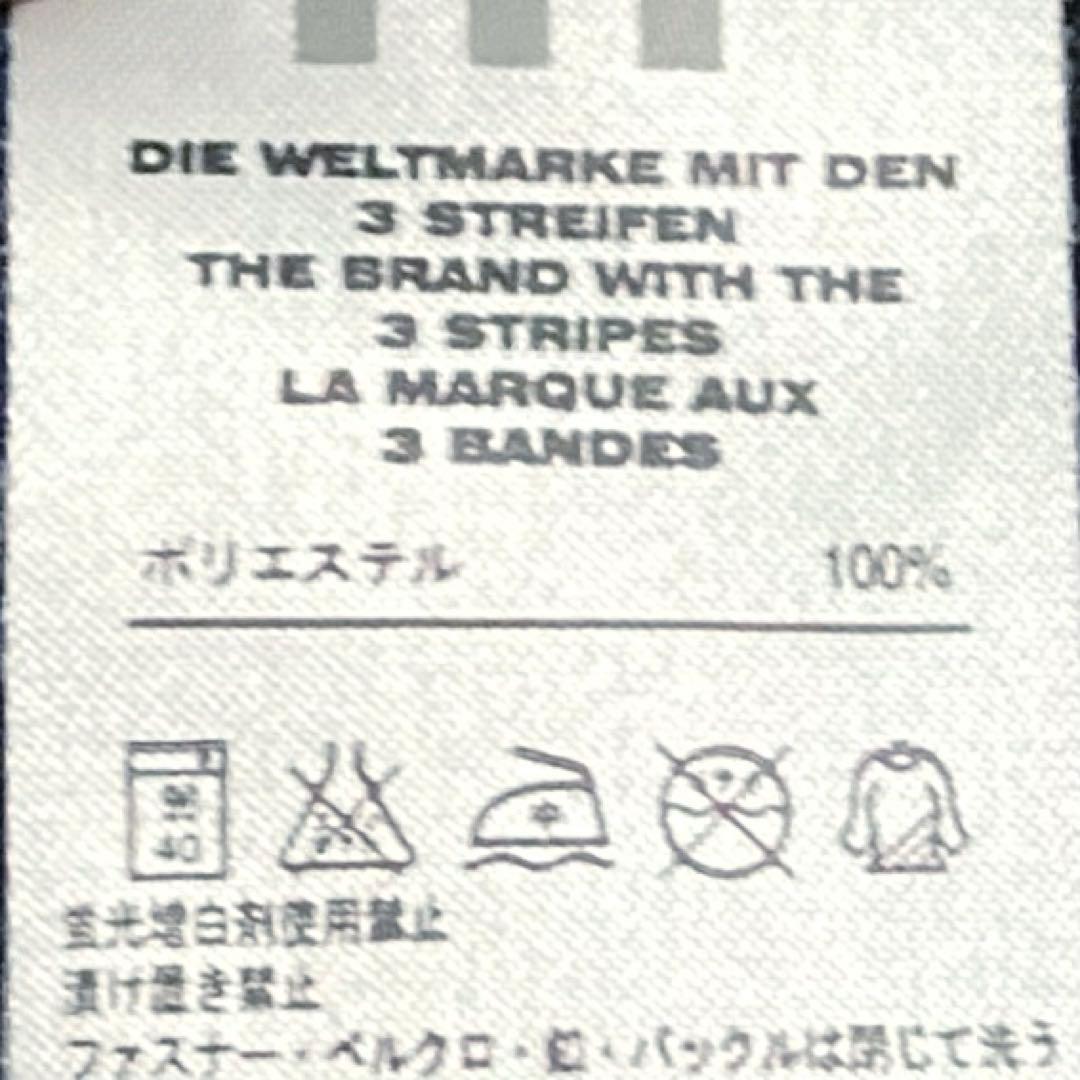 DIE WELTMARKE MIT DEN
3 STREIFEN
THE BRAND WITH THE
3 STRIPES
LA MARQUE AUX
3 BANDES
ポリエステル 100%
弱
40
中
蛍光増白剤使用禁止
漬け置き禁止
ファスナー・ベルクロ・釦・バックルは閉じて洗う